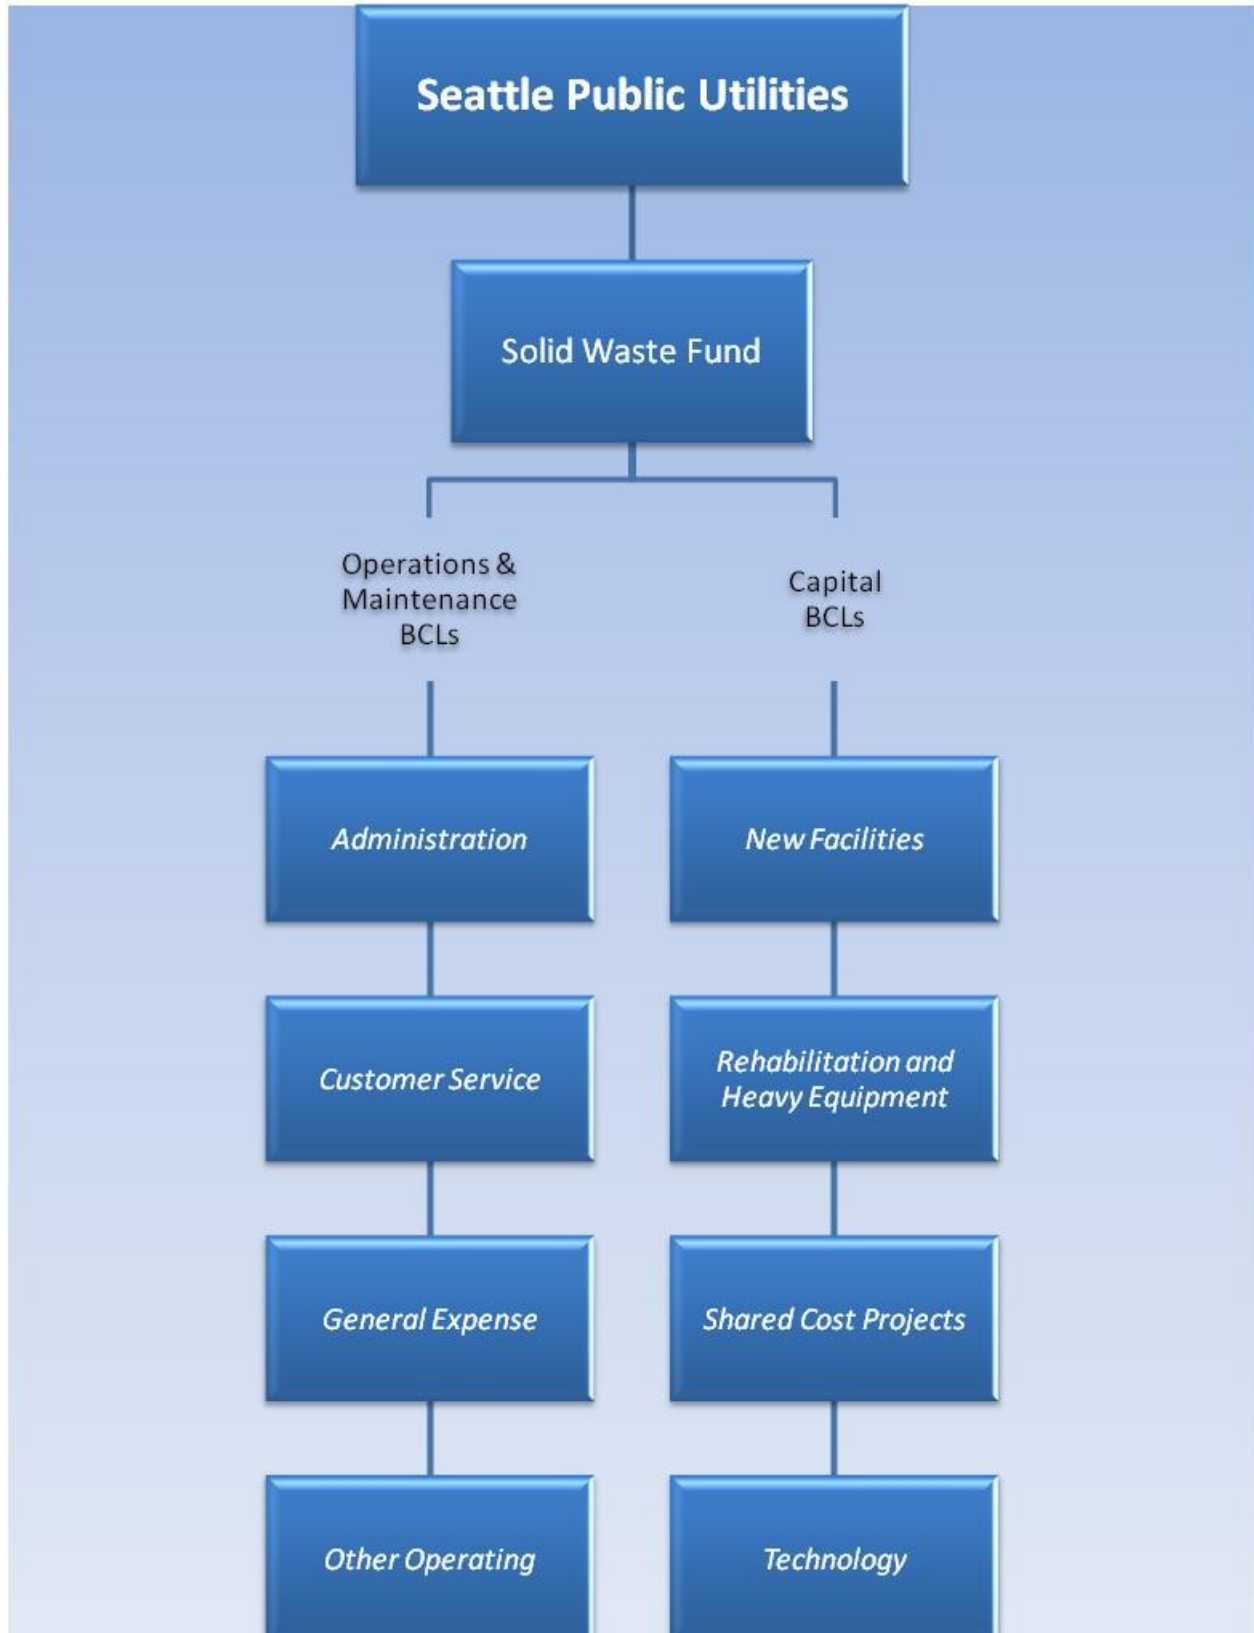 Seattle Public Utilities
Solid Waste Fund
Operations &
Maintenance
BCLs
Capital
BCLs
Administration
New Facilities
Customer Service
Rehabilitation and
Heavy Equipment
General Expense
Shared Cost Projects
Other Operating
Technology